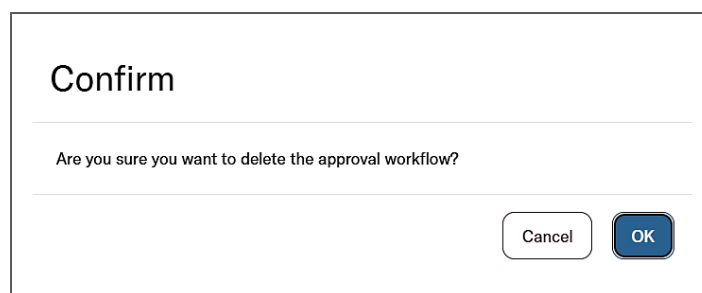 Confirm
Are you sure you want to delete the approval workflow?
Cancel OK